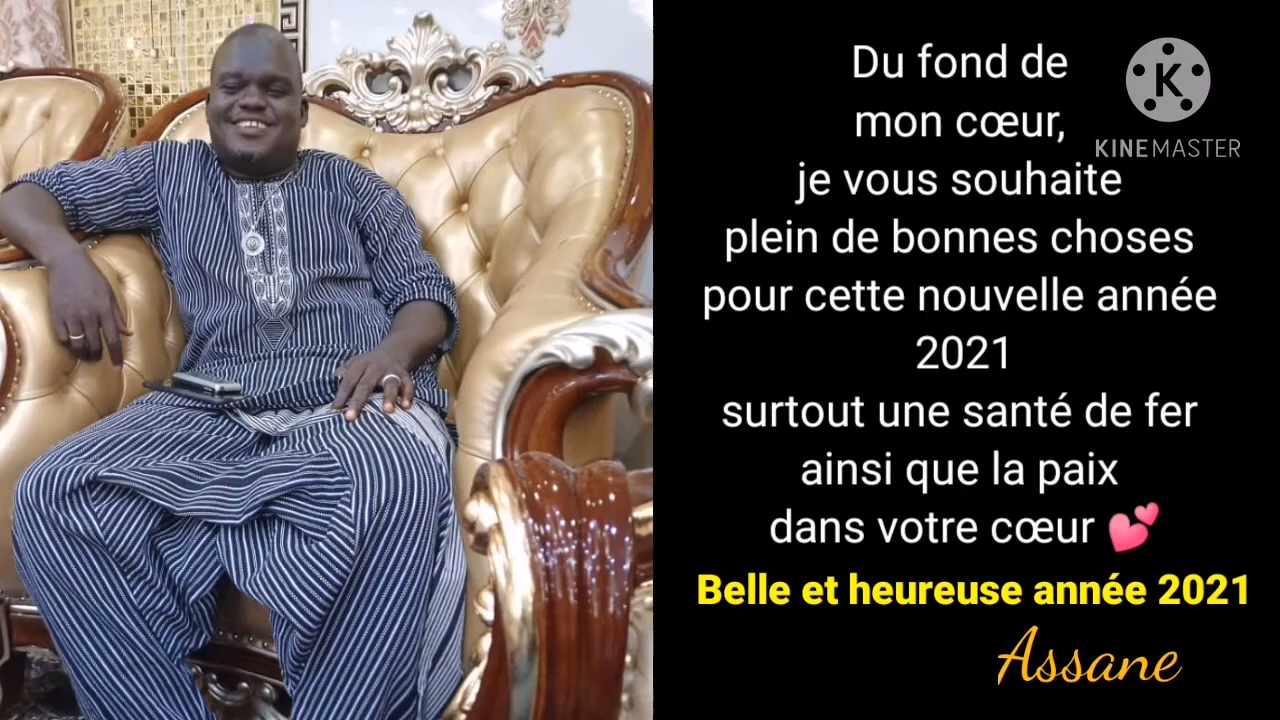 Du fond de
mon cœur,
je vous souhaite
plein de bonnes choses
pour cette nouvelle année
2021
surtout une santé de fer
ainsi que la paix
dans votre cœur 💕
Belle et heureuse année 2021
Assane
K
KINEMASTER